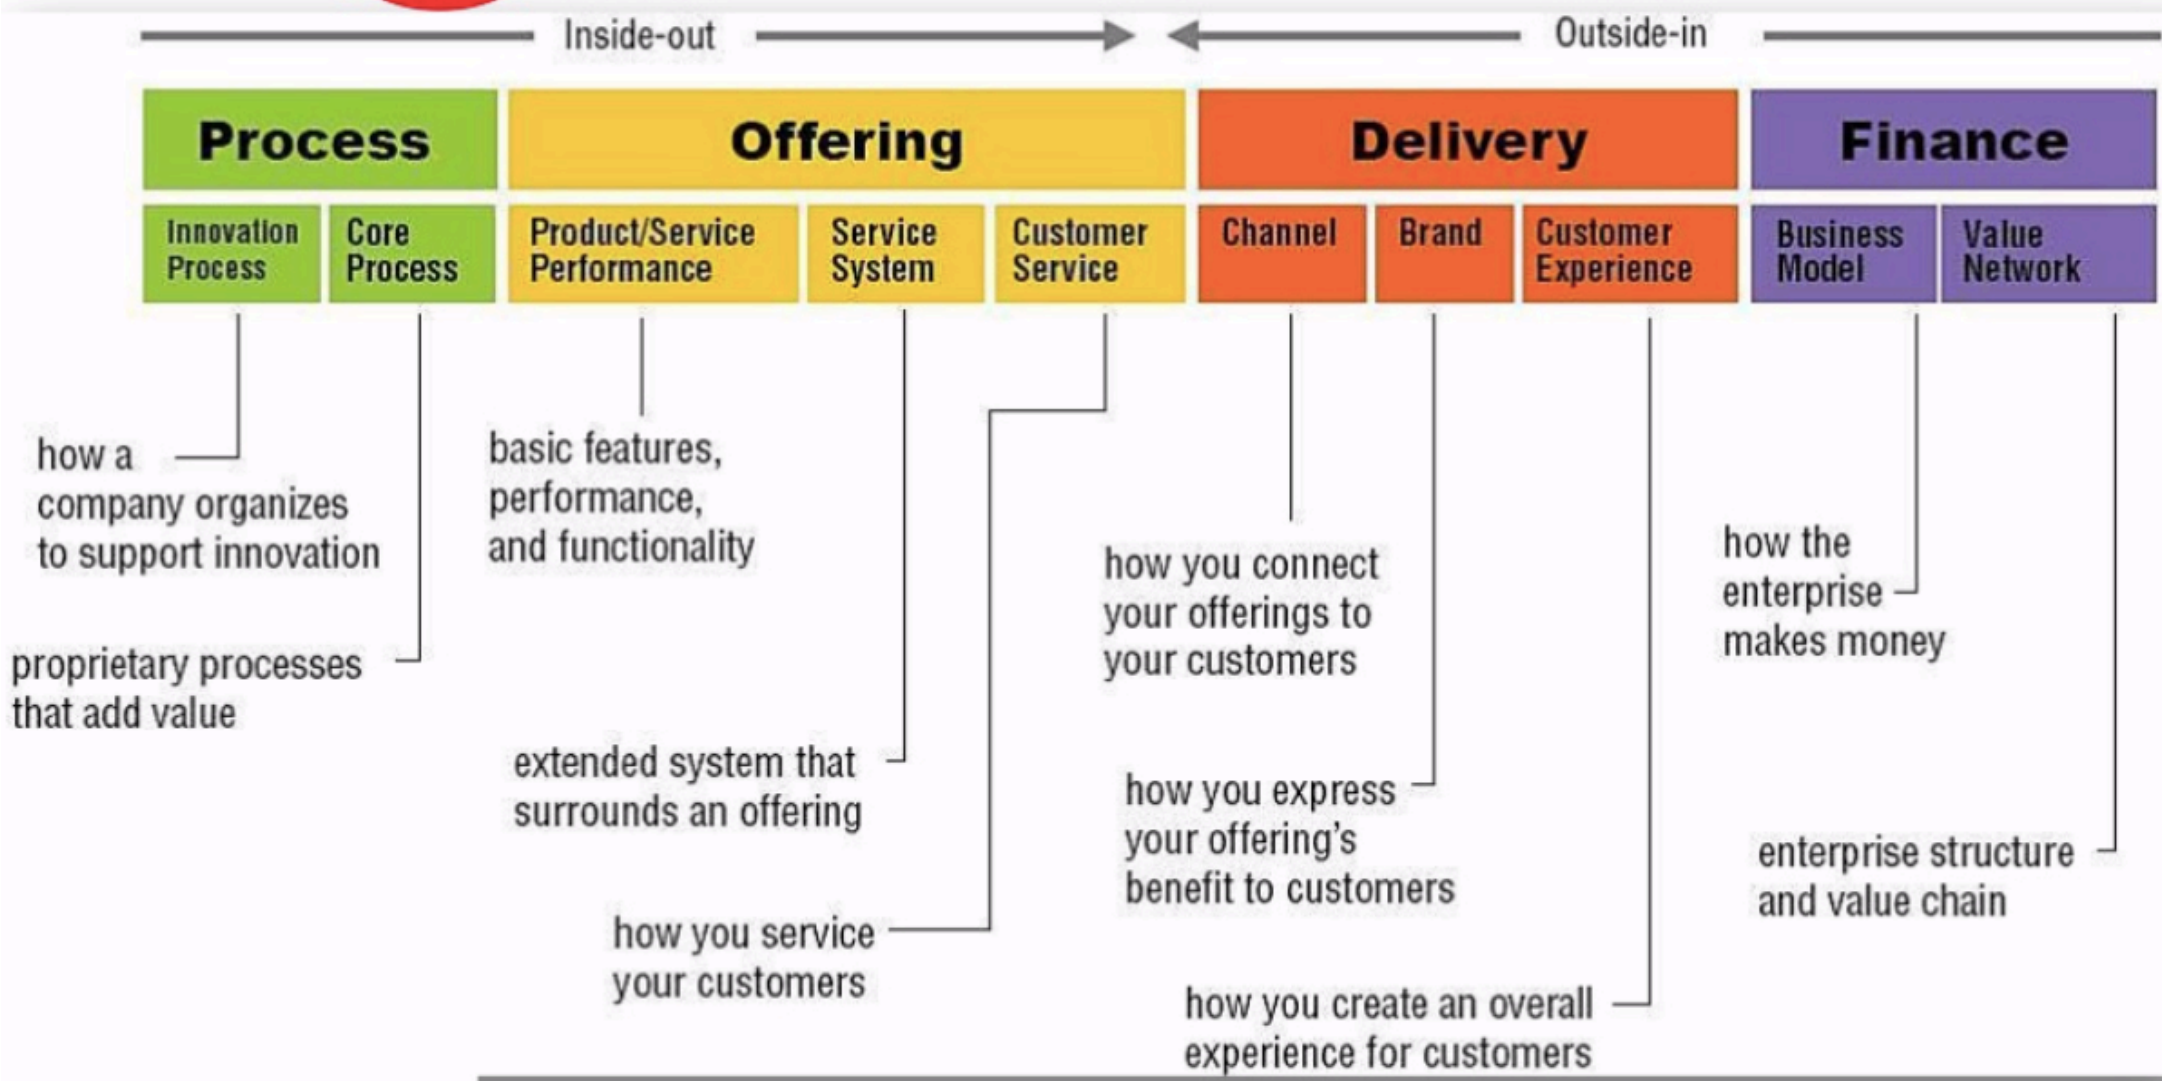 Inside-out
Outside-in
Process
Offering
Delivery
Finance
Innovation
Process
Core
Process
Product/Service
Performance
Service
System
Customer
Service
Channel
Brand
Customer
Experience
Business
Model
Value
Network
how a
company organizes
to support innovation
proprietary processes
that add value
basic features,
performance,
and functionality
extended system that
surrounds an offering
how you service
your customers
how you connect
your offerings to
your customers
how you express
your offering’s
benefit to customers
how you create an overall
experience for customers
how the
enterprise
makes money
enterprise structure
and value chain